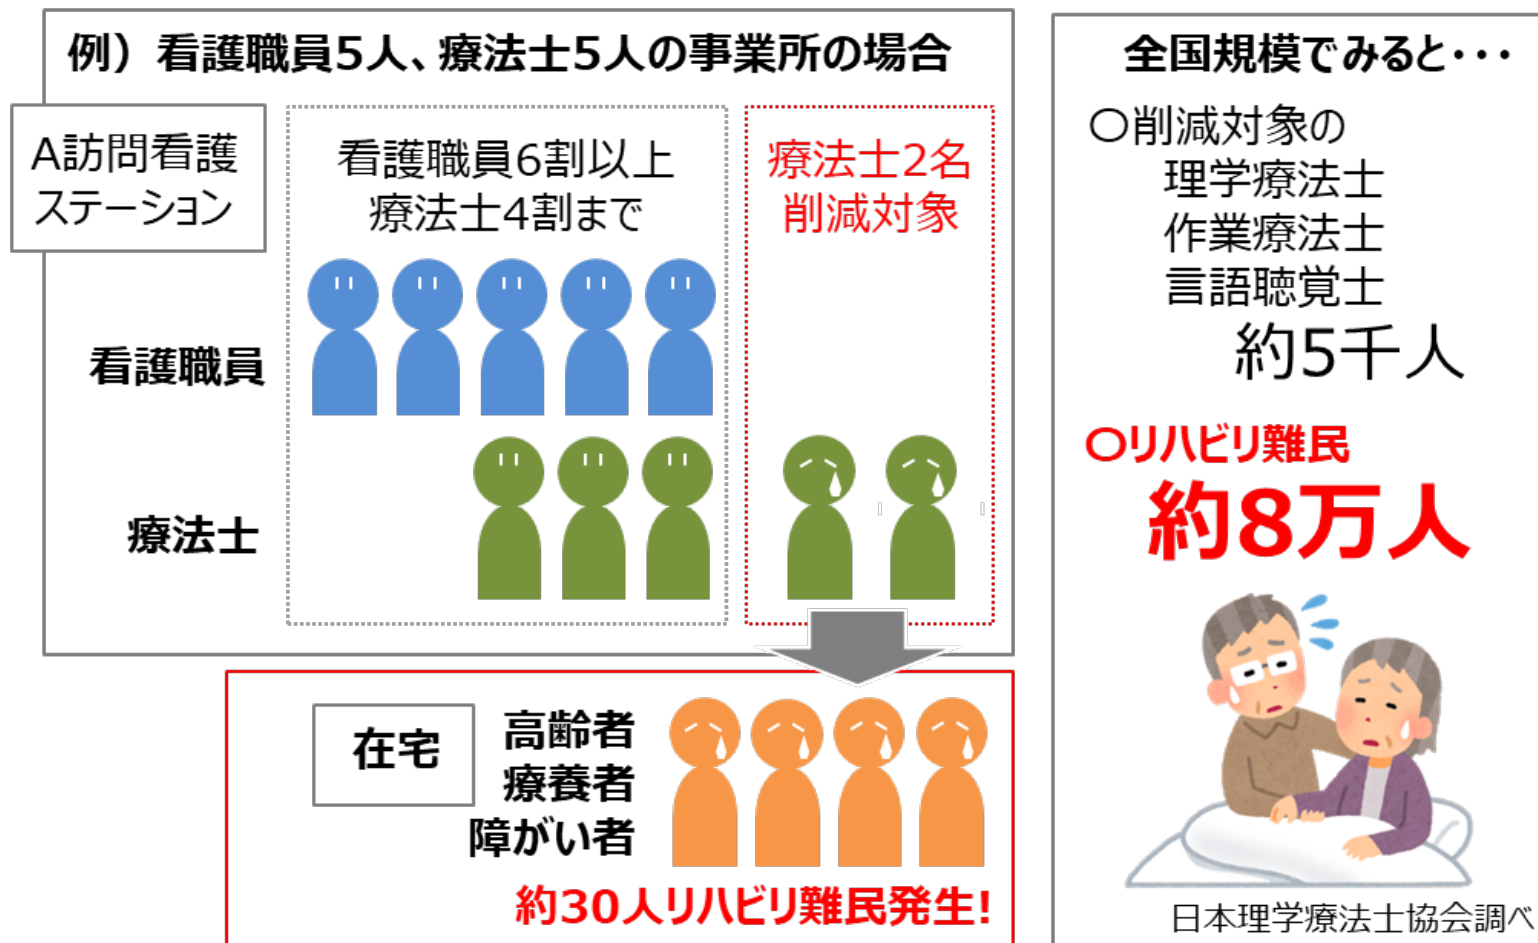 例）看護職員5人、療法士5人の事業所の場合
A訪問看護
ステーション
看護職員6割以上
療法士4割まで
療法士2名
削減対象
看護職員
療法士
在宅
高齢者
療養者
障がい者
約30人リハビリ難民発生!
全国規模でみると・・・
〇削減対象の
理学療法士
作業療法士
言語聴覚士
約5千人
〇リハビリ難民
約8万人
日本理学療法士協会調べ